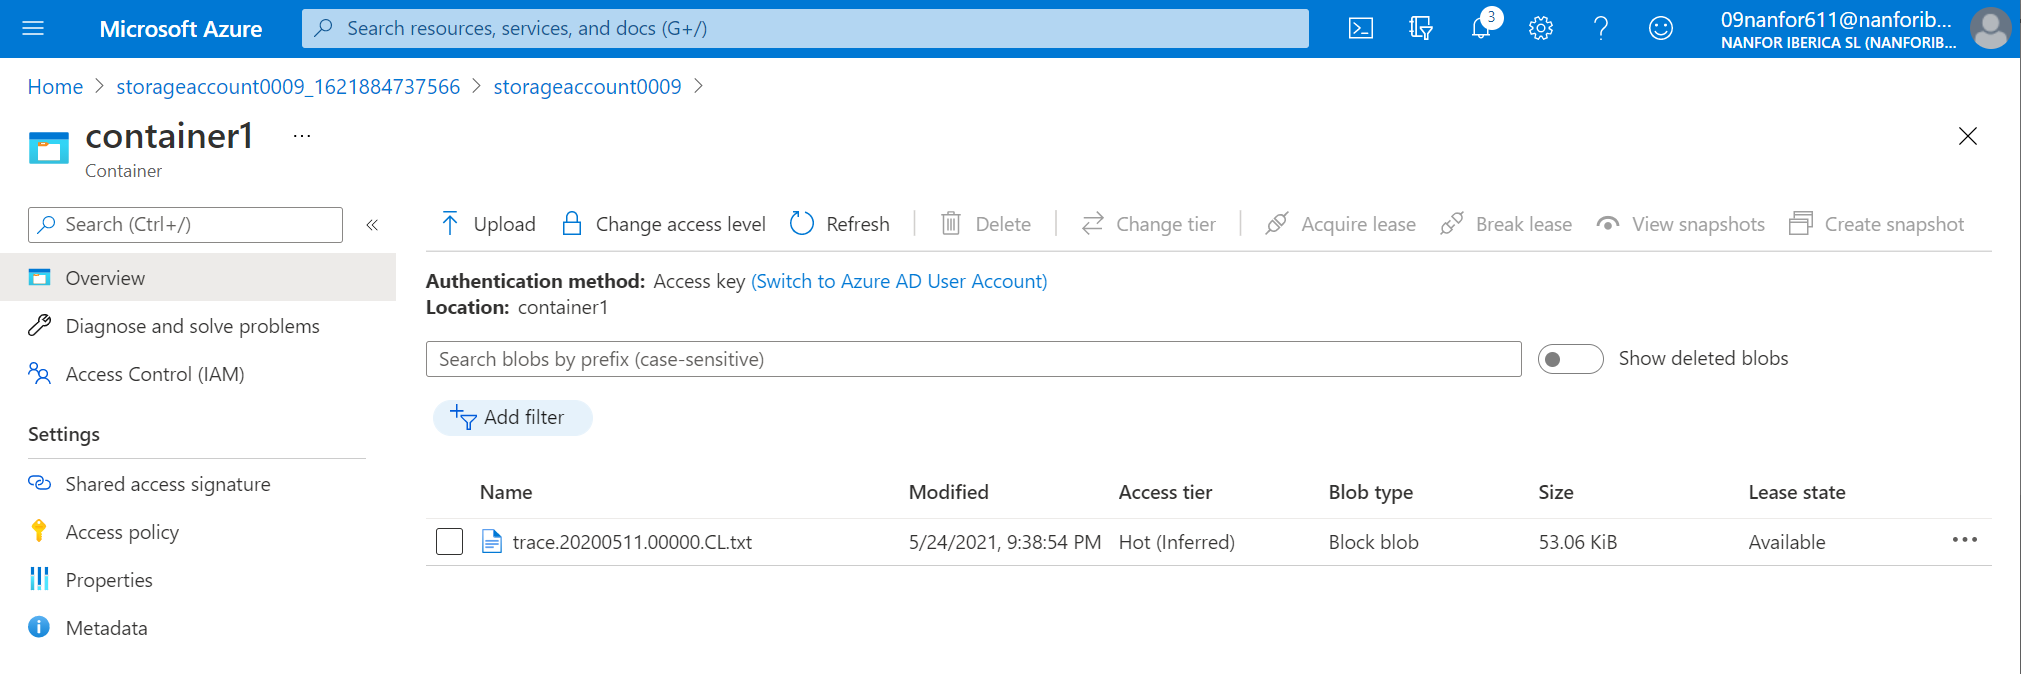 Microsoft Azure
Search resources, services, and docs (G+/)
3
09nanfor611@nanforib...
NANFOR IBERICA SL (NANFORIB...
Home > storageaccount0009_1621884737566 > storageaccount0009 >
container1 ...
Container
Search (Ctrl+/) «
Upload Change access level Refresh Delete Change tier Acquire lease Break lease View snapshots Create snapshot
Overview
Diagnose and solve problems
Access Control (IAM)
Settings
Shared access signature
Access policy
Properties
Metadata
Authentication method: Access key (Switch to Azure AD User Account)
Location: container1
Search blobs by prefix (case-sensitive) Show deleted blobs
Add filter
Name Modified Access tier Blob type Size Lease state
trace.20200511.00000.CL.txt 5/24/2021, 9:38:54 PM Hot (Inferred) Block blob 53.06 KiB Available ...